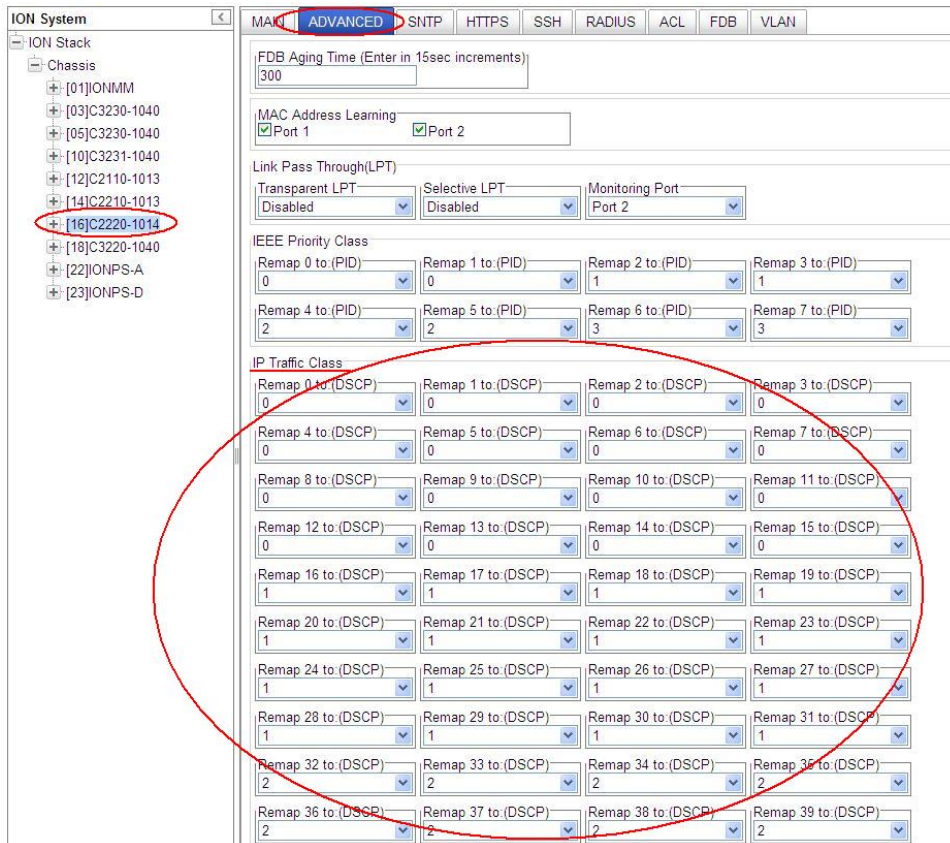 ION System
ION Stack
Chassis
[01]IONMM
[03]C3230-1040
[05]C3230-1040
[10]C3231-1040
[12]C2110-1013
[14]C2210-1013
[16]C2220-1014
[18]C3220-1040
[22]IONPS-A
[23]IONPS-D
MAIN ADVANCED SNTP HTTPS SSH RADIUS ACL FDB VLAN
FDB Aging Time (Enter in 15sec increments)
300
MAC Address Learning
Port 1 Port 2
Link Pass Through(LPT)
Transparent LPT Selective LPT Monitoring Port
Disabled Disabled Port 2
IEEE Priority Class
Remap 0 to:(PID) Remap 1 to:(PID) Remap 2 to:(PID) Remap 3 to:(PID)
0 0 1 1
Remap 4 to:(PID) Remap 5 to:(PID) Remap 6 to:(PID) Remap 7 to:(PID)
2 2 3 3
IP Traffic Class
Remap 0 to:(DSCP) Remap 1 to:(DSCP) Remap 2 to:(DSCP) Remap 3 to:(DSCP)
0 0 0 0
Remap 4 to:(DSCP) Remap 5 to:(DSCP) Remap 6 to:(DSCP) Remap 7 to:(DSCP)
0 0 0 0
Remap 8 to:(DSCP) Remap 9 to:(DSCP) Remap 10 to:(DSCP) Remap 11 to:(DSCP)
0 0 0 0
Remap 12 to:(DSCP) Remap 13 to:(DSCP) Remap 14 to:(DSCP) Remap 15 to:(DSCP)
0 0 0 0
Remap 16 to:(DSCP) Remap 17 to:(DSCP) Remap 18 to:(DSCP) Remap 19 to:(DSCP)
1 1 1 1
Remap 20 to:(DSCP) Remap 21 to:(DSCP) Remap 22 to:(DSCP) Remap 23 to:(DSCP)
1 1 1 1
Remap 24 to:(DSCP) Remap 25 to:(DSCP) Remap 26 to:(DSCP) Remap 27 to:(DSCP)
1 1 1 1
Remap 28 to:(DSCP) Remap 29 to:(DSCP) Remap 30 to:(DSCP) Remap 31 to:(DSCP)
1 1 1 1
Remap 32 to:(DSCP) Remap 33 to:(DSCP) Remap 34 to:(DSCP) Remap 35 to:(DSCP)
2 2 2 2
Remap 36 to:(DSCP) Remap 37 to:(DSCP) Remap 38 to:(DSCP) Remap 39 to:(DSCP)
2 2 2 2